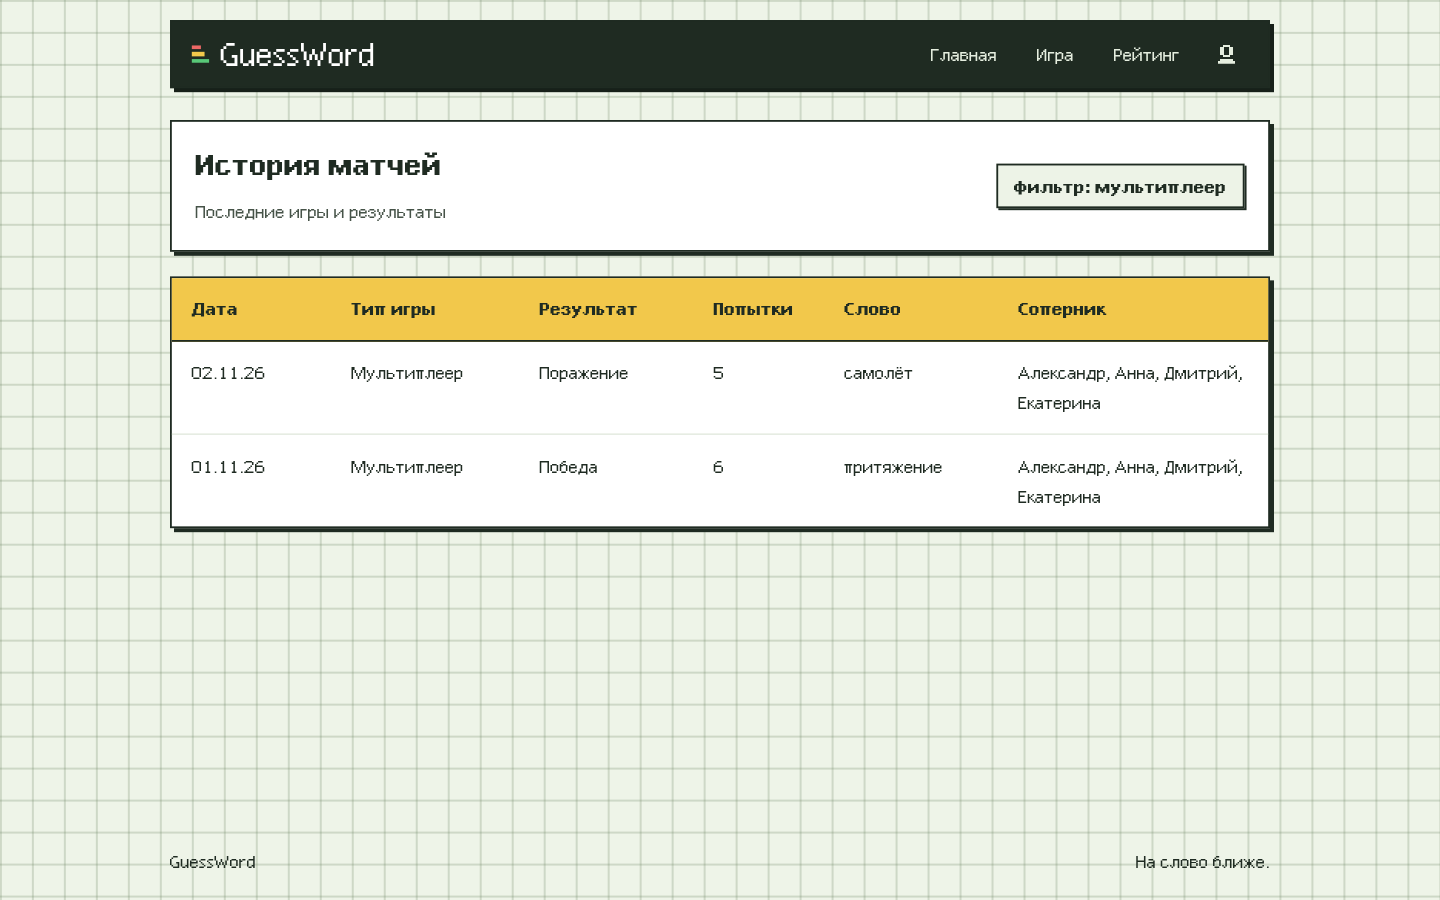 GuessWord
Главная
Игра
Рейтинг
История матчей
Последние игры и результаты
Фильтр: мультиплеер
Дата
Тип игры
Результат
Попытки
Слово
Соперник
02.11.26
Мультиплеер
Поражение
5
самолёт
Александр, Анна, Дмитрий,
Екатерина
01.11.26
Мультиплеер
Победа
6
притяжение
Александр, Анна, Дмитрий,
Екатерина
GuessWord
На слово ближе.